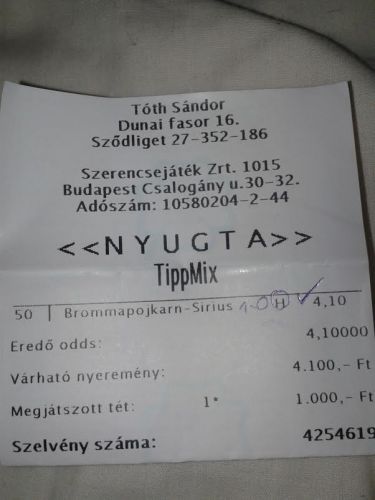 Tóth Sándor
Dunai fasor 16.
Sződliget 27-352-186
Szerencsejáték Zrt. 1015
Budapest Csalogány u.30-32.
Adószám: 10580204-2-44
<<NYUGTA>>
TippMix
50 | Brommapojkarn-Sirius 1-0 H ✓ 4,10
Eredő odds: 4,10000
Várható nyeremény: 4.100,- Ft
Megjátszott tét: 1* 1.000,- Ft
Szelvény száma: 4254619